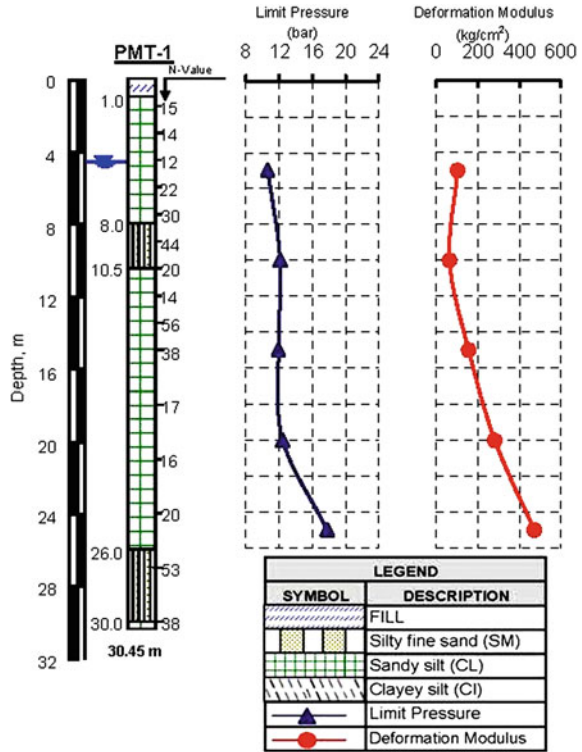 Limit Pressure
(bar)
Deformation Modulus
(kg/cm²)
PMT-1
N-Value
8 12 16 20 24
0 200 400 600
Depth, m
0
4
8
12
16
20
24
28
32
1.0
8.0
10.5
26.0
30.0
15
14
12
22
30
44
20
14
56
38
17
16
20
53
38
30.45 m
LEGEND
SYMBOL DESCRIPTION
FILL
Silty fine sand (SM)
Sandy silt (CL)
Clayey silt (CI)
Limit Pressure
Deformation Modulus